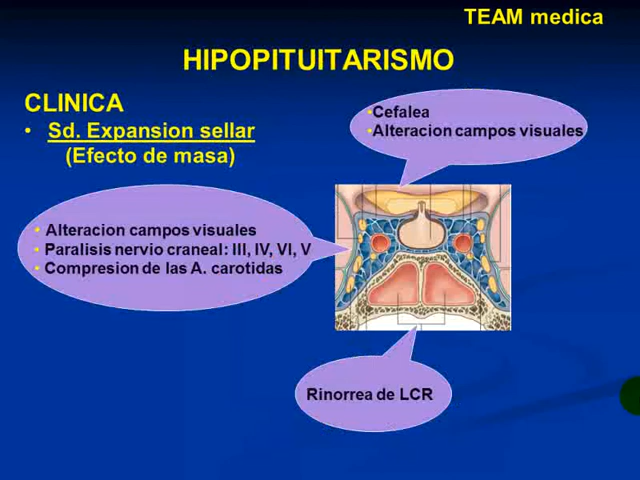 TEAM medica
HIPOPITUITARISMO
CLINICA
• Sd. Expansion sellar
(Efecto de masa)
•Cefalea
•Alteracion campos visuales
• Alteracion campos visuales
• Paralisis nervio craneal: III, IV, VI, V
• Compresion de las A. carotidas
Rinorrea de LCR